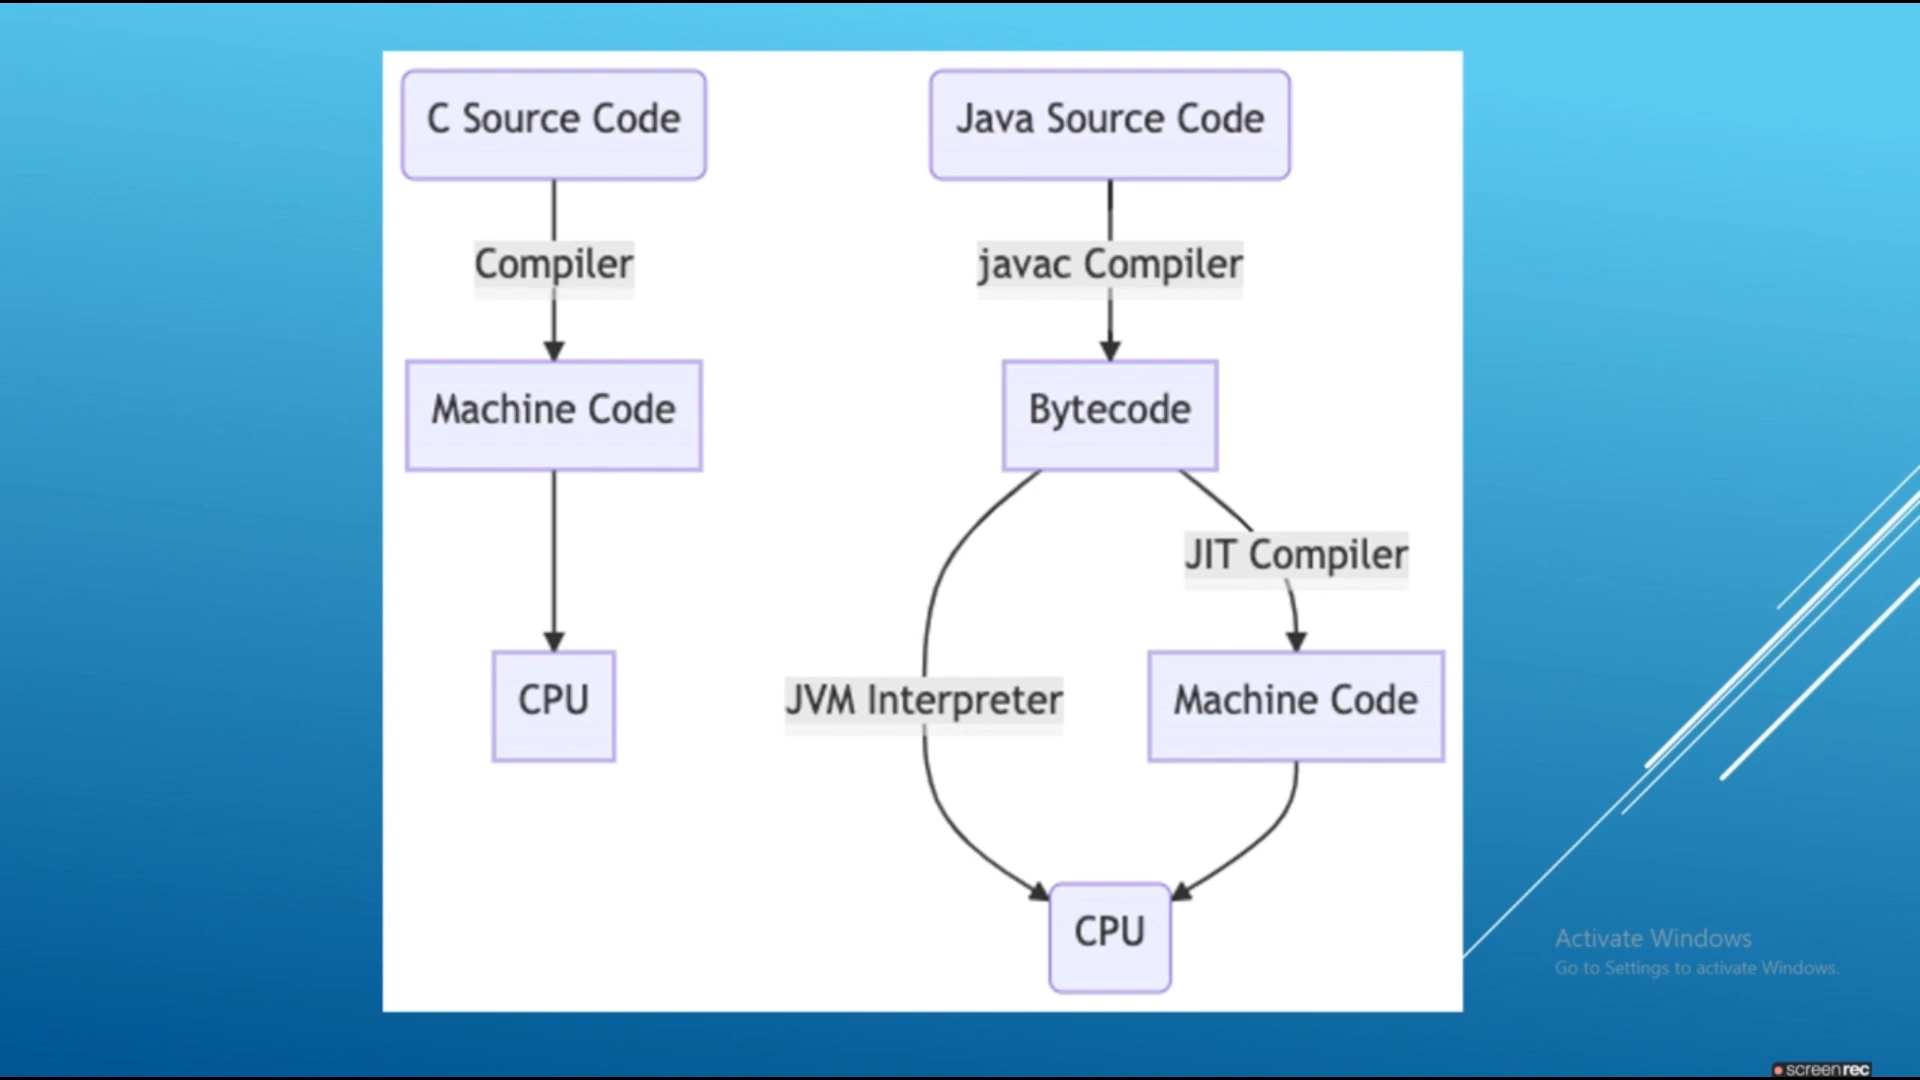 C Source Code
Compiler
Machine Code
CPU
Java Source Code
javac Compiler
Bytecode
JIT Compiler
JVM Interpreter
Machine Code
CPU
Activate Windows
Go to Settings to activate Windows.
screenrec